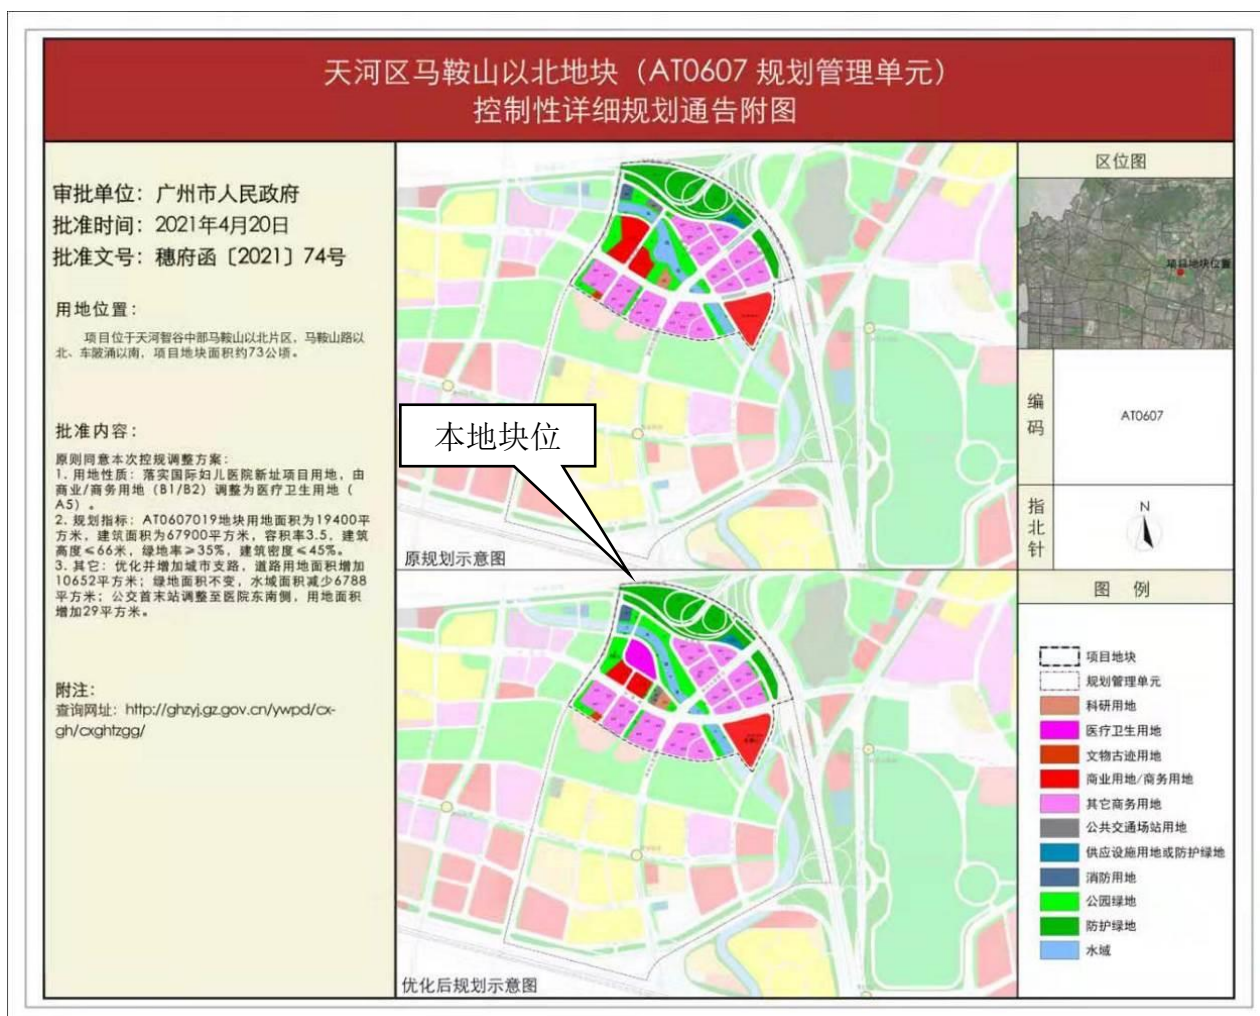 天河区马鞍山以北地块（AT0607 规划管理单元）
控制性详细规划通告附图
审批单位：广州市人民政府
批准时间：2021年4月20日
批准文号：穗府函〔2021〕74号
用地位置：
项目位于天河智谷中部马鞍山以北片区，马鞍山路以
北、车陂涌以南，项目地块面积约73公顷。
批准内容：
原则同意本次控规调整方案：
1. 用地性质：落实国际妇儿医院新址项目用地，由
商业/商务用地（B1/B2）调整为医疗卫生用地（
A5）。
2. 规划指标：AT0607019地块用地面积为19400平
方米，建筑面积为67900平方米，容积率3.5，建筑
高度≤66米，绿地率≥35%，建筑密度≤45%。
3. 其它：优化并增加城市支路，道路用地面积增加
10652平方米；绿地面积不变，水域面积减少6788
平方米；公交首末站调整至医院东南侧，用地面积
增加29平方米。
附注：
查询网址：http://ghzyj.gz.gov.cn/ywpd/cx-
gh/cxghtzgg/
本地块位
原规划示意图
优化后规划示意图
区位图
项目地块位置
编码
AT0607
指北针
N
图 例
项目地块
规划管理单元
科研用地
医疗卫生用地
文物古迹用地
商业用地/商务用地
其它商务用地
公共交通场站用地
供应设施用地或防护绿地
消防用地
公园绿地
防护绿地
水域